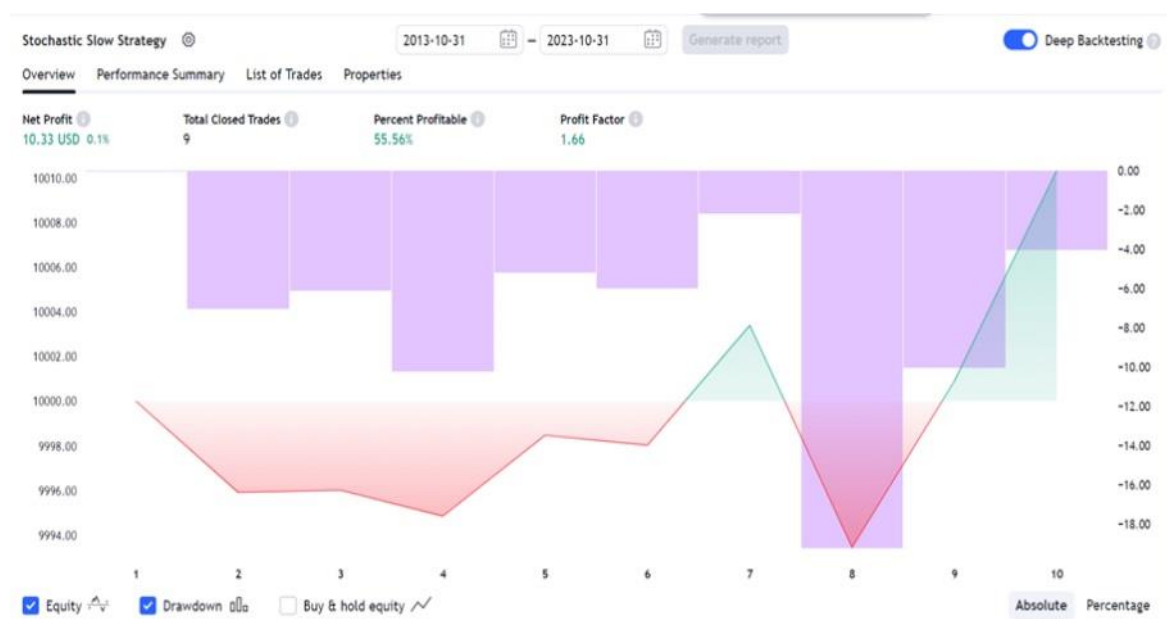 Stochastic Slow Strategy 2013-10-31 – 2023-10-31 Generate report Deep Backtesting
Overview Performance Summary List of Trades Properties
Net Profit Total Closed Trades Percent Profitable Profit Factor
10.33 USD 0.1% 9 55.56% 1.66
10010.00 0.00
10008.00 -2.00
10006.00 -4.00
10004.00 -6.00
10002.00 -8.00
10000.00 -10.00
9998.00 -12.00
9996.00 -14.00
9994.00 -16.00
-18.00
1 2 3 4 5 6 7 8 9 10
Equity Drawdown Buy & hold equity Absolute Percentage